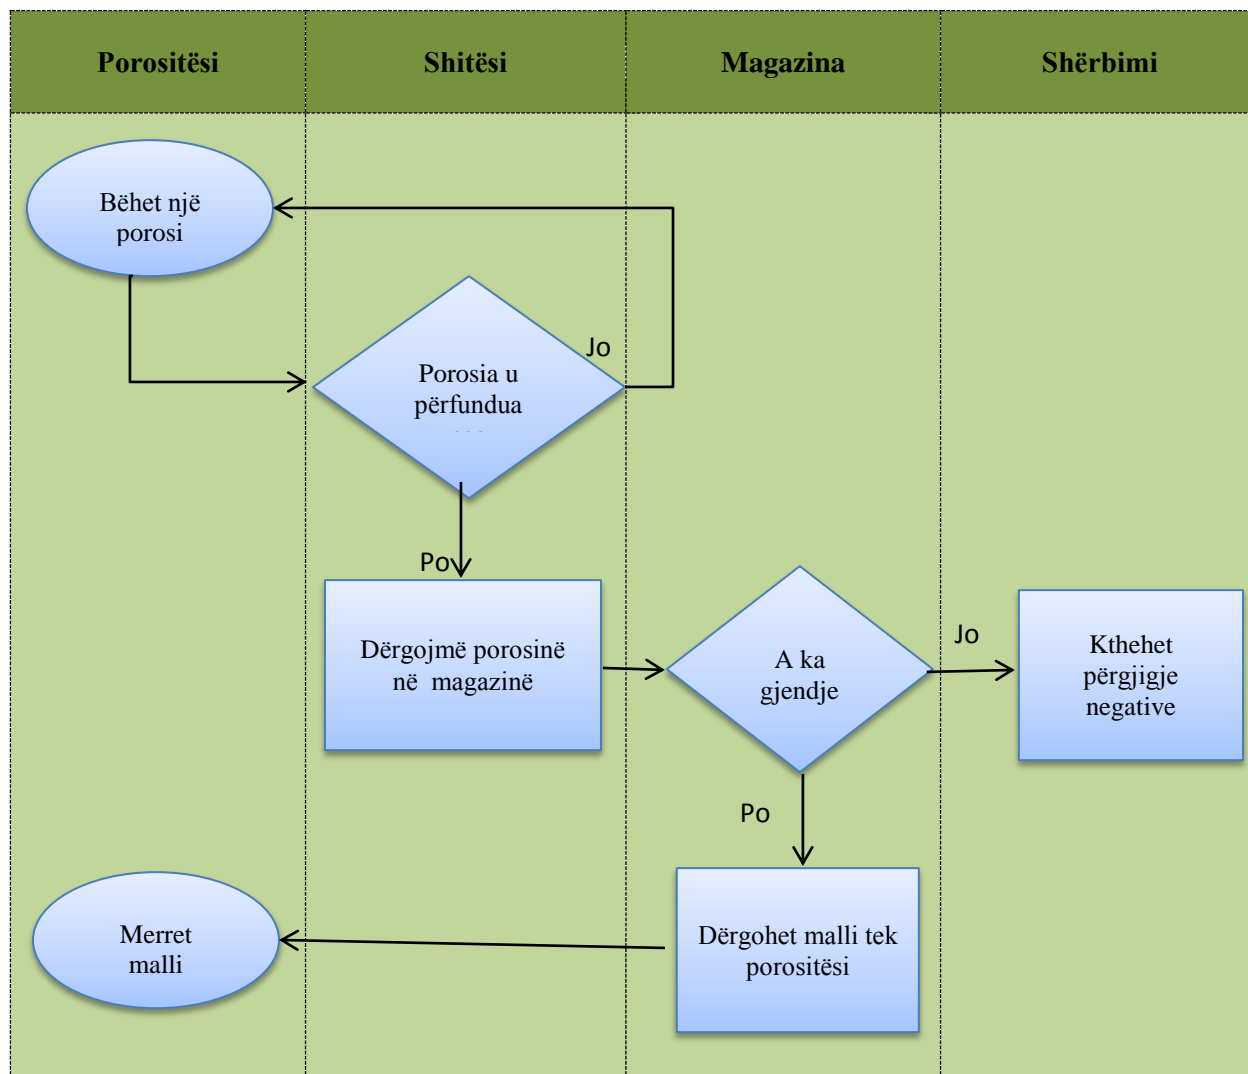 Porositësi
Shitësi
Magazina
Shërbimi
Bëhet një
porosi
Jo
Porosia u
përfundua
Po
Dërgojmë porosinë
në magazinë
A ka
gjendje
Jo
Kthehet
përgjigje
negative
Po
Merret
malli
Dërgohet malli tek
porositësi